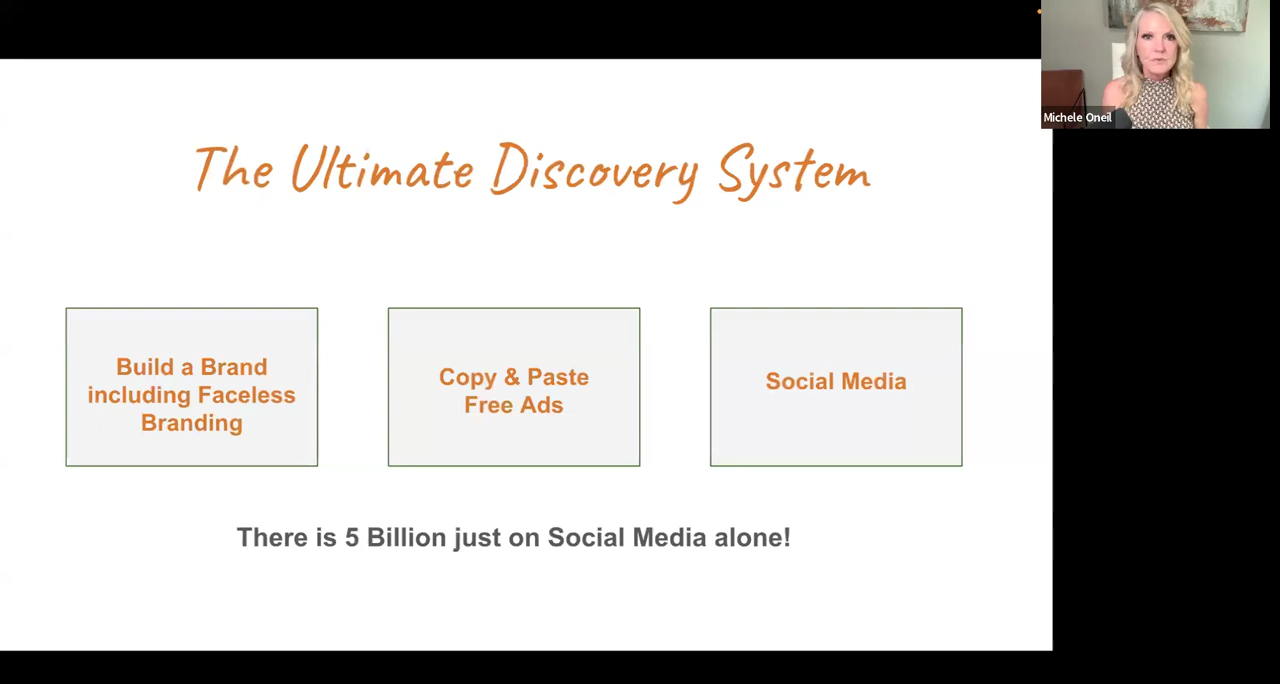 Michele Oneil
The Ultimate Discovery System
Build a Brand
including Faceless
Branding
Copy & Paste
Free Ads
Social Media
There is 5 Billion just on Social Media alone!